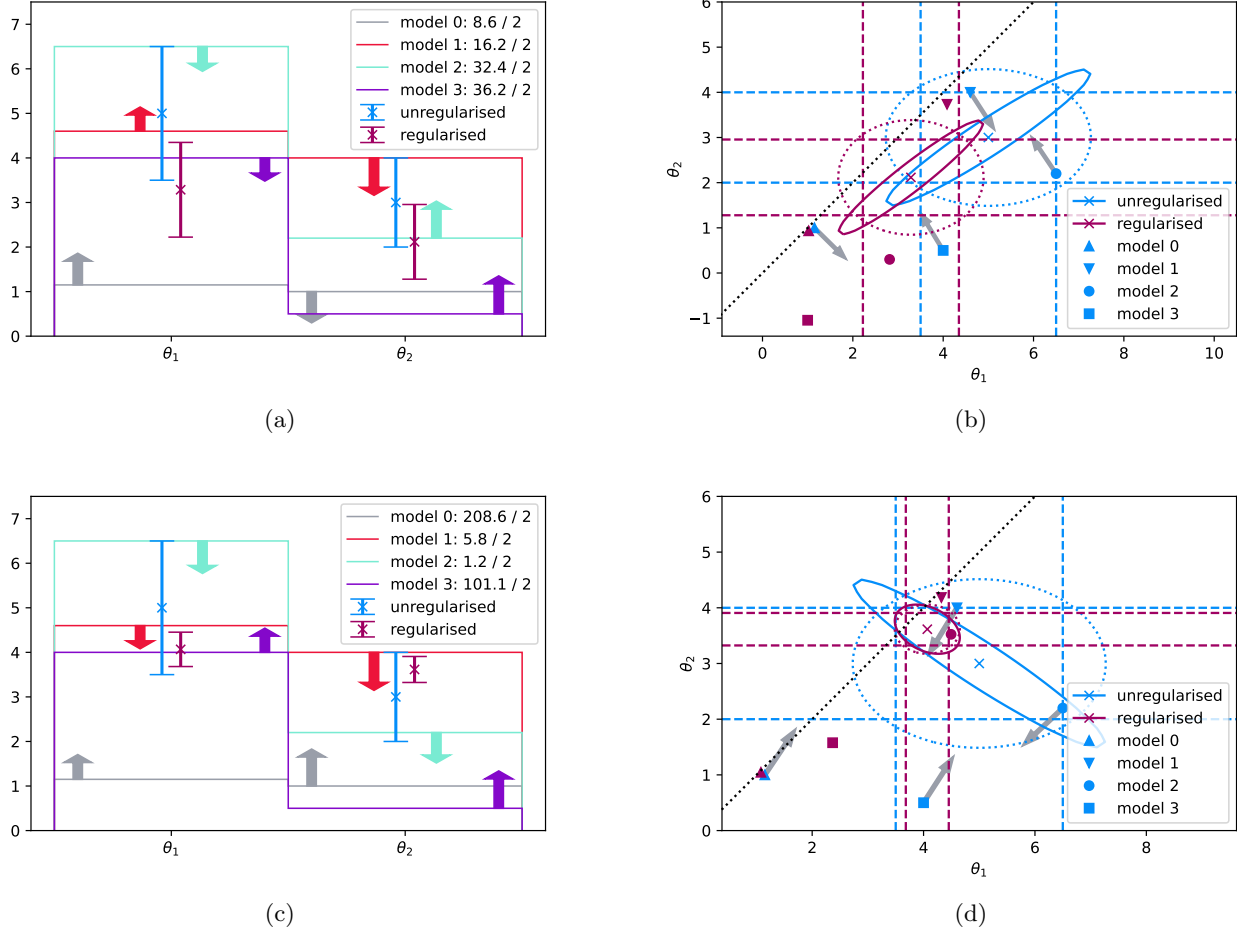 7
6
5
4
3
2
1
0
θ1
θ2
model 0: 8.6 / 2
model 1: 16.2 / 2
model 2: 32.4 / 2
model 3: 36.2 / 2
unregularised
regularised
(a)
6
5
4
3
2
1
0
−1
θ2
0
2
4
6
8
10
θ1
unregularised
regularised
model 0
model 1
model 2
model 3
(b)
7
6
5
4
3
2
1
0
θ1
θ2
model 0: 208.6 / 2
model 1: 5.8 / 2
model 2: 1.2 / 2
model 3: 101.1 / 2
unregularised
regularised
(c)
6
5
4
3
2
1
0
θ2
2
4
6
8
θ1
unregularised
regularised
model 0
model 1
model 2
model 3
(d)